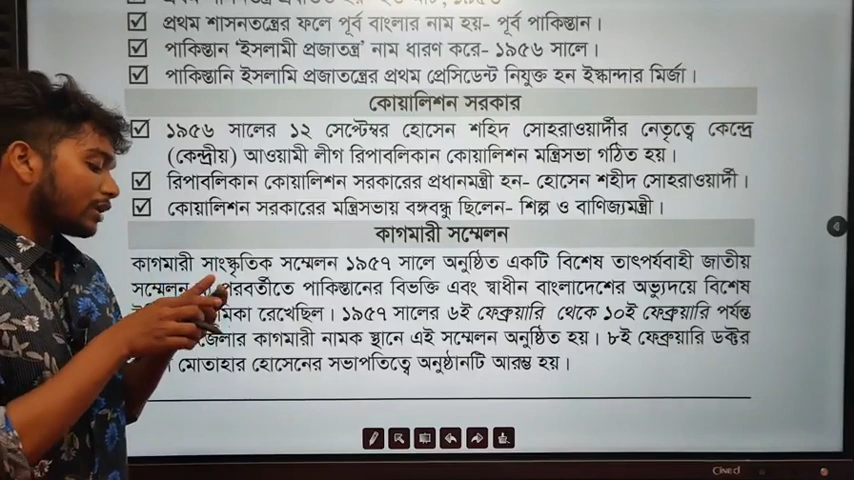 প্রথম শাসনতন্ত্রের ফলে পূর্ব বাংলার নাম হয়- পূর্ব পাকিস্তান।
পাকিস্তান ‘ইসলামী প্রজাতন্ত্র’ নাম ধারণ করে- ১৯৫৬ সালে।
পাকিস্তানি ইসলামি প্রজাতন্ত্রের প্রথম প্রেসিডেন্ট নিযুক্ত হন ইস্কান্দার মির্জা।
কোয়ালিশন সরকার
১৯৫৬ সালের ১২ সেপ্টেম্বর হোসেন শহিদ সোহরাওয়ার্দীর নেতৃত্বে কেন্দ্রে
(কেন্দ্রীয়) আওয়ামী লীগ রিপাবলিকান কোয়ালিশন মন্ত্রিসভা গঠিত হয়।
রিপাবলিকান কোয়ালিশন সরকারের প্রধানমন্ত্রী হন- হোসেন শহীদ সোহরাওয়ার্দী।
কোয়ালিশন সরকারের মন্ত্রিসভায় বঙ্গবন্ধু ছিলেন- শিল্প ও বাণিজ্যমন্ত্রী।
কাগমারী সম্মেলন
কাগমারী সাংস্কৃতিক সম্মেলন ১৯৫৭ সালে অনুষ্ঠিত একটি বিশেষ তাৎপর্যবাহী জাতীয়
সম্মেলন পরবর্তীতে পাকিস্তানের বিভক্তি এবং স্বাধীন বাংলাদেশের অভ্যুদয়ে বিশেষ
রেখেছিল। ১৯৫৭ সালের ৬ই ফেব্রুয়ারি থেকে ১০ই ফেব্রুয়ারি পর্যন্ত
জেলার কাগমারী নামক স্থানে এই সম্মেলন অনুষ্ঠিত হয়। ৮ই ফেব্রুয়ারি ডক্টর
মোতাহার হোসেনের সভাপতিত্বে অনুষ্ঠানটি আরম্ভ হয়।